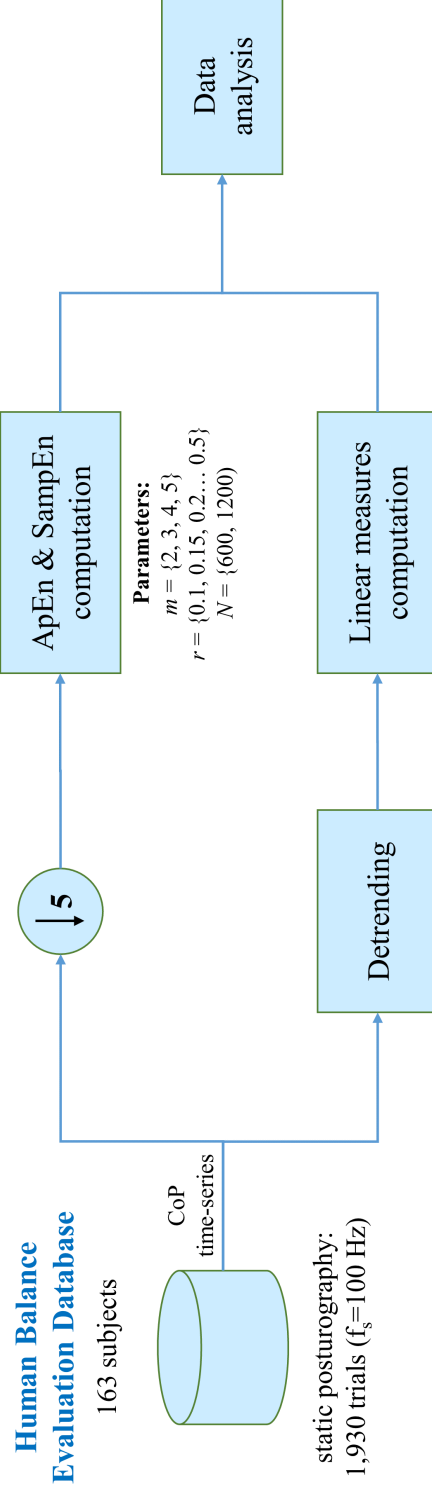 Human Balance
Evaluation Database
163 subjects
static posturography:
1,930 trials (fs=100 Hz)
CoP
time-series
↓5
ApEn & SampEn
computation
Parameters:
m = {2, 3, 4, 5}
r = {0.1, 0.15, 0.2… 0.5}
N = {600, 1200)
Detrending
Linear measures
computation
Data
analysis